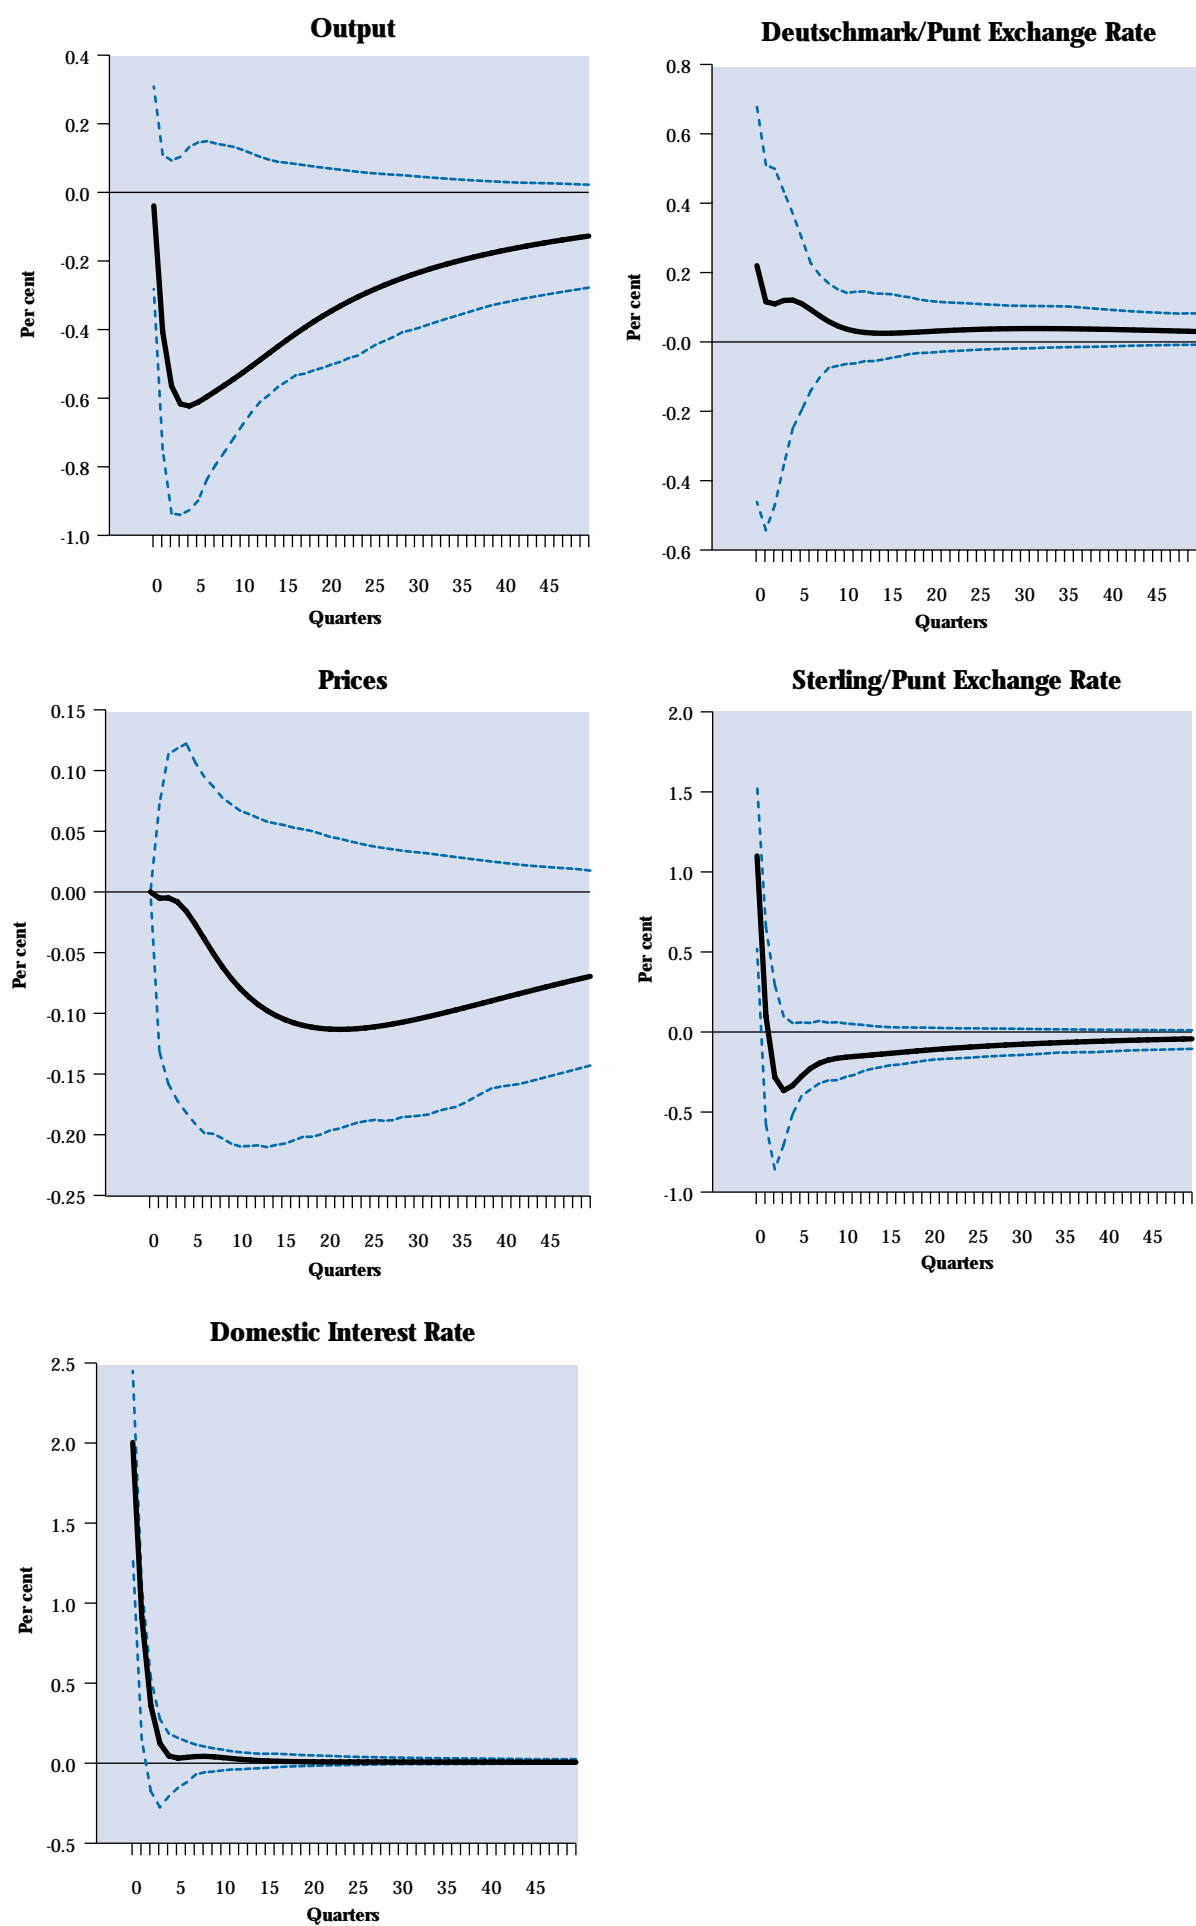 Output
0.4
0.2
0.0
-0.2
-0.4
-0.6
-0.8
-1.0
Per cent
0 5 10 15 20 25 30 35 40 45
Quarters
Deutschmark/Punt Exchange Rate
0.8
0.6
0.4
0.2
-0.0
-0.2
-0.4
-0.6
Per cent
0 5 10 15 20 25 30 35 40 45
Quarters
Prices
0.15
0.10
0.05
0.00
-0.05
-0.10
-0.15
-0.20
-0.25
Per cent
0 5 10 15 20 25 30 35 40 45
Quarters
Sterling/Punt Exchange Rate
2.0
1.5
1.0
0.5
0.0
-0.5
-1.0
Per cent
0 5 10 15 20 25 30 35 40 45
Quarters
Domestic Interest Rate
2.5
2.0
1.5
1.0
0.5
0.0
-0.5
Per cent
0 5 10 15 20 25 30 35 40 45
Quarters